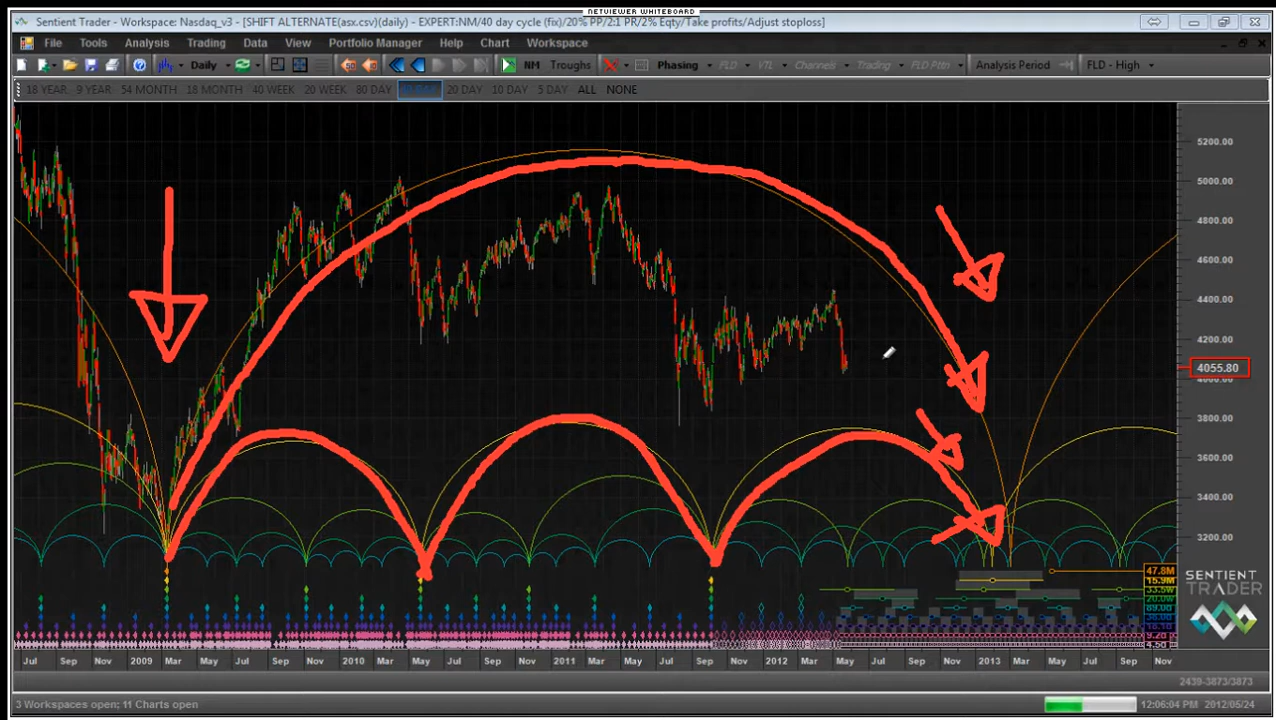 NETVIEWER WHITEBOARD
Sentient Trader - Workspace: Nasdaq_v3 - [SHIFT ALTERNATE(asx.csv)(daily) - EXPERT:NM/40 day cycle (fix)/20% PP/2:1 PR/2% Eqty/Take profits/Adjust stoploss]
File Tools Analysis Trading Data View Portfolio Manager Help Chart Workspace
Daily NM Troughs Phasing FLD VTL Channels Trading FLD Pttn Analysis Period FLD - High
18 YEAR 9 YEAR 54 MONTH 18 MONTH 40 WEEK 20 WEEK 80 DAY 20 DAY 10 DAY 5 DAY ALL NONE
5200.00
5000.00
4800.00
4600.00
4400.00
4200.00
4055.80
4000.00
3800.00
3600.00
3400.00
3200.00
47.8M
15.9M
33.5W
SENTIENT
TRADER
9.2d
4.5d
Jul Sep Nov 2009 Mar May Jul Sep Nov 2010 Mar May Jul Sep Nov 2011 Mar May Jul Sep Nov 2012 Mar May Jul Sep Nov 2013 Mar May Jul Sep Nov
2439-3873/3873
3 Workspaces open; 11 Charts open 12:06:04 PM 2012/05/24